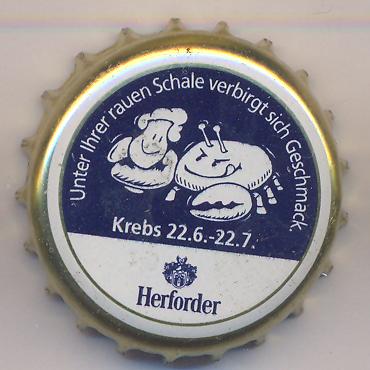 Unter Ihrer rauen Schale verbirgt sich Geschmack.
Krebs 22.6.-22.7.
Herforder